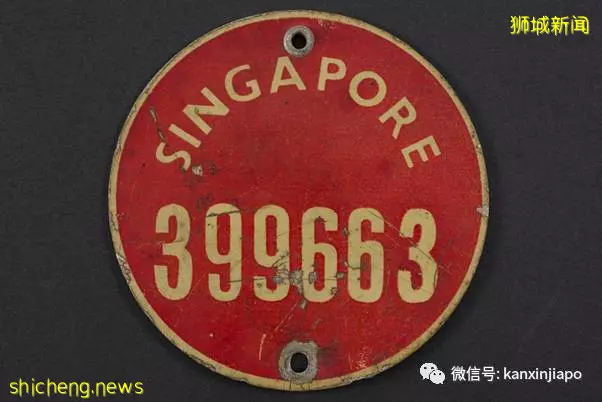 狮城新闻
SINGAPORE
399663
微信号: kanxinjiapo
shicheng.news